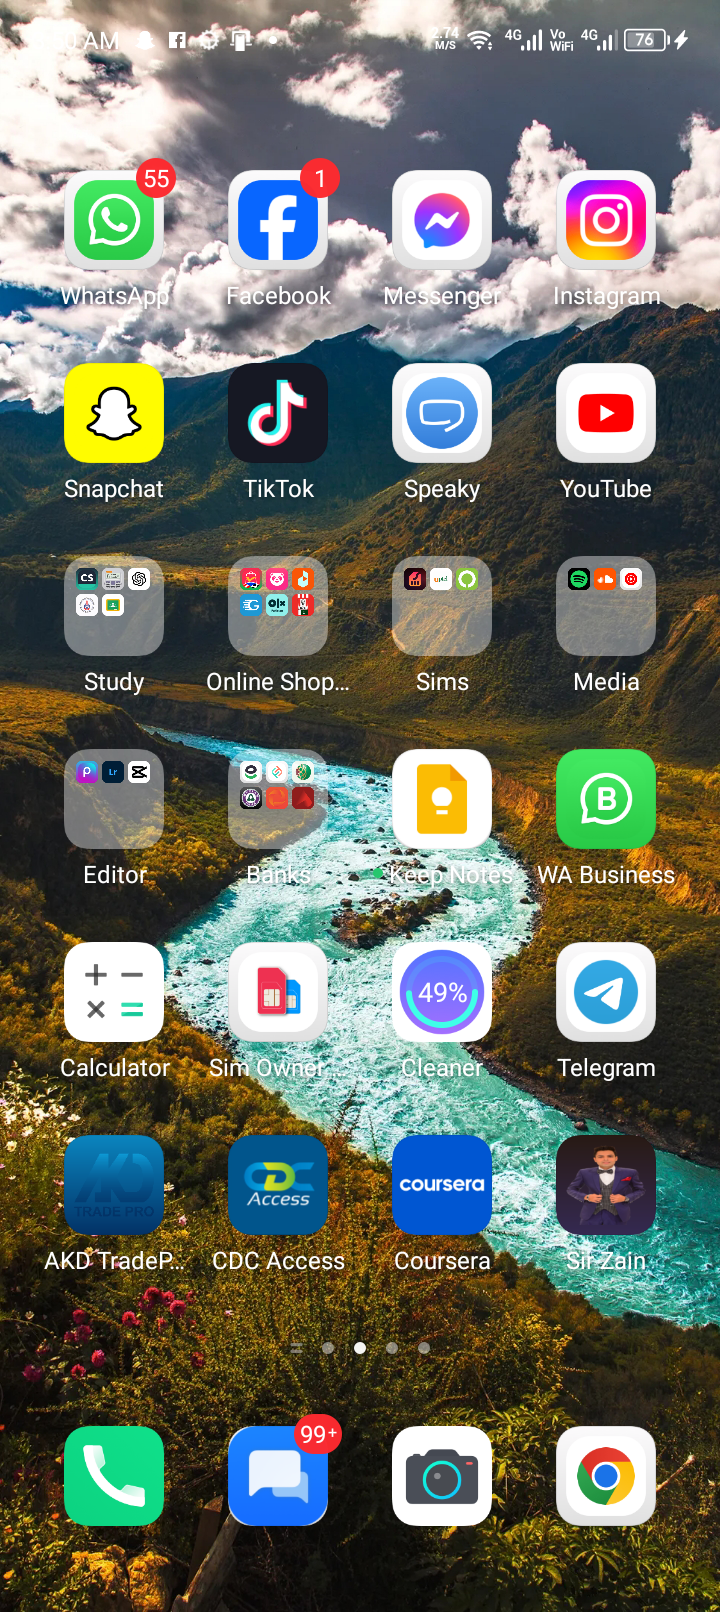 AM
2.74
M/S
4G
Vo
WiFi
4G
76
55
1
WhatsApp
Facebook
Messenger
Instagram
Snapchat
TikTok
Speaky
YouTube
CS
olx
Study
Online Shop...
Sims
Media
Lr
B
Editor
Banks
Keep Notes
WA Business
49%
Calculator
Sim Owner ...
Cleaner
Telegram
AKD
TRADE PRO
CDC
Access
coursera
AKD TradeP...
CDC Access
Coursera
Sir Zain
99+